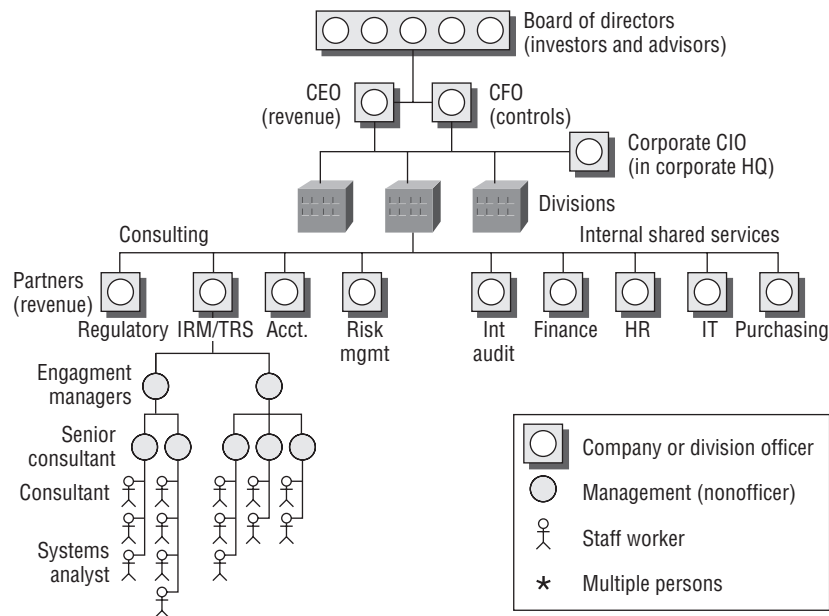 Board of directors
(investors and advisors)
CEO
(revenue)
CFO
(controls)
Corporate CIO
(in corporate HQ)
Divisions
Consulting
Internal shared services
Partners
(revenue)
Regulatory
IRM/TRS
Acct.
Risk
mgmt
Int
audit
Finance
HR
IT
Purchasing
Engagment
managers
Senior
consultant
Consultant
Systems
analyst
Company or division officer
Management (nonofficer)
Staff worker
* Multiple persons